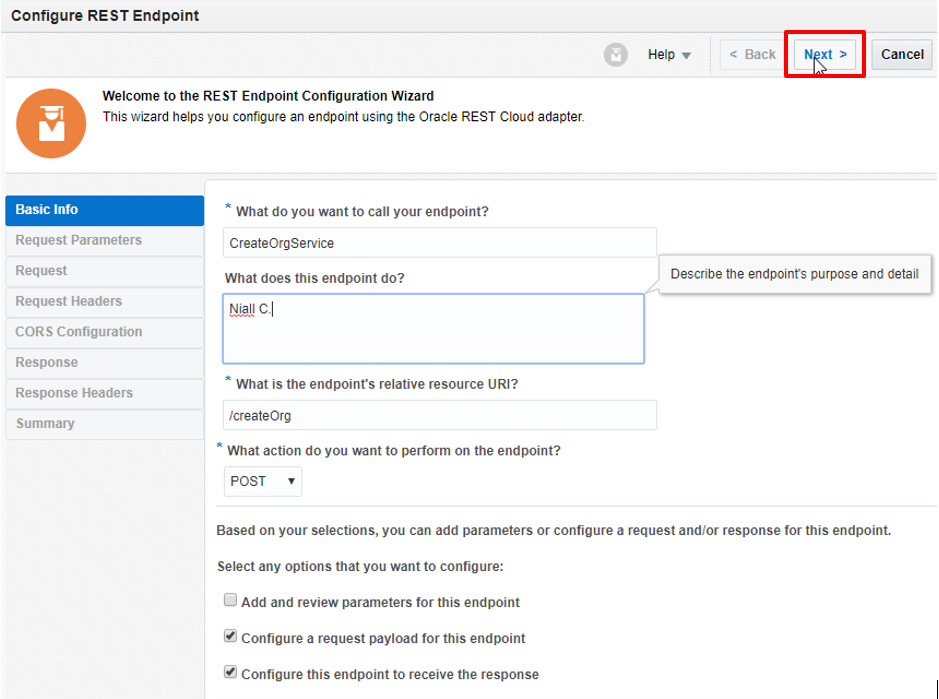 Configure REST Endpoint
Help
< Back
Next >
Cancel
Welcome to the REST Endpoint Configuration Wizard
This wizard helps you configure an endpoint using the Oracle REST Cloud adapter.
Basic Info
Request Parameters
Request
Request Headers
CORS Configuration
Response
Response Headers
Summary
* What do you want to call your endpoint?
CreateOrgService
What does this endpoint do?
Describe the endpoint's purpose and detail
Niall C.
* What is the endpoint's relative resource URI?
/createOrg
* What action do you want to perform on the endpoint?
POST
Based on your selections, you can add parameters or configure a request and/or response for this endpoint.
Select any options that you want to configure:
Add and review parameters for this endpoint
Configure a request payload for this endpoint
Configure this endpoint to receive the response